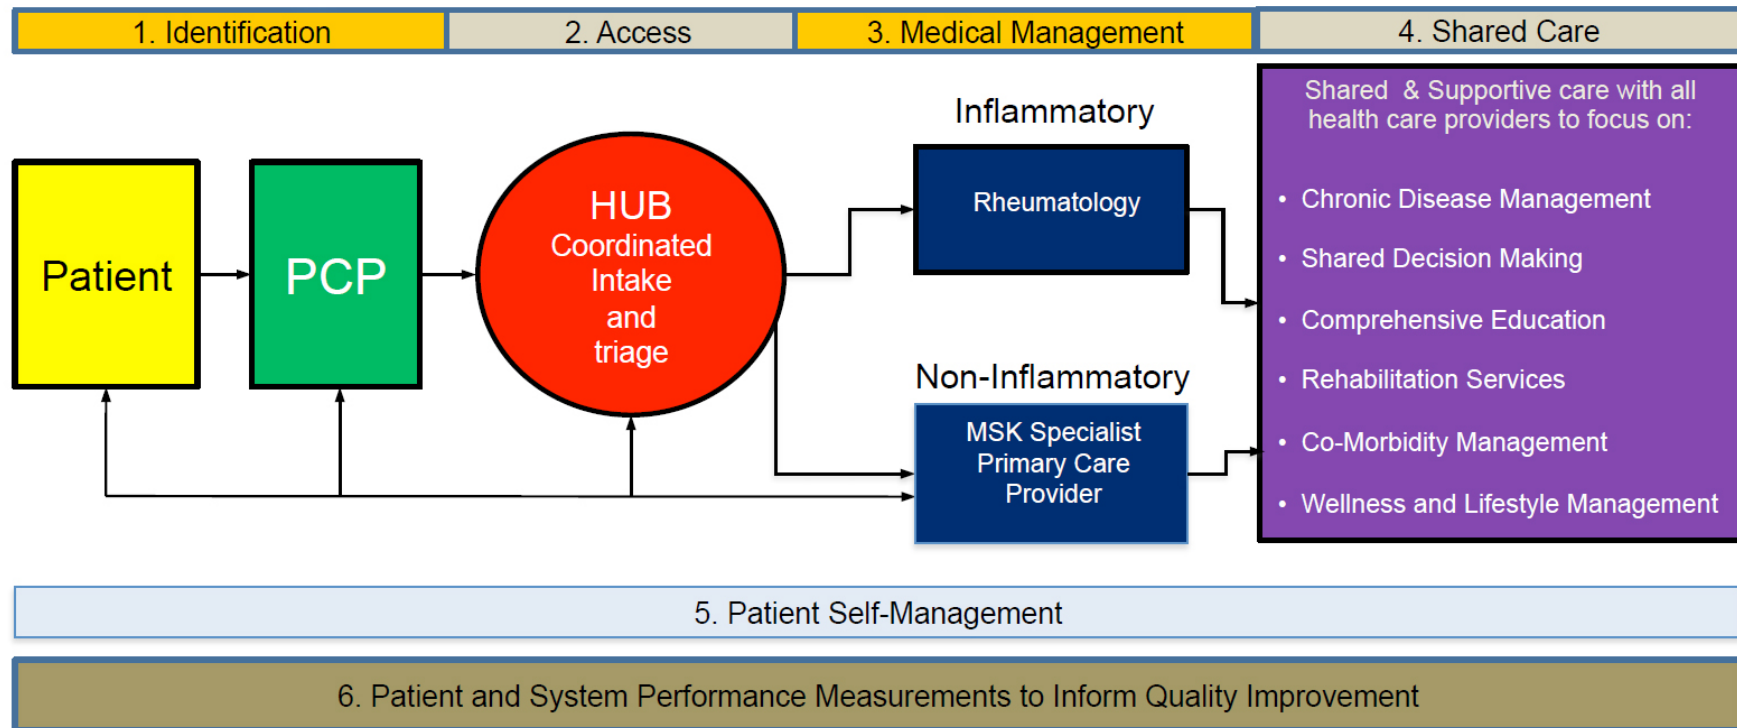 1. Identification
2. Access
3. Medical Management
4. Shared Care
Patient
PCP
HUB
Coordinated
Intake
and
triage
Inflammatory
Rheumatology
Non-Inflammatory
MSK Specialist
Primary Care
Provider
Shared & Supportive care with all
health care providers to focus on:
• Chronic Disease Management
• Shared Decision Making
• Comprehensive Education
• Rehabilitation Services
• Co-Morbidity Management
• Wellness and Lifestyle Management
5. Patient Self-Management
6. Patient and System Performance Measurements to Inform Quality Improvement